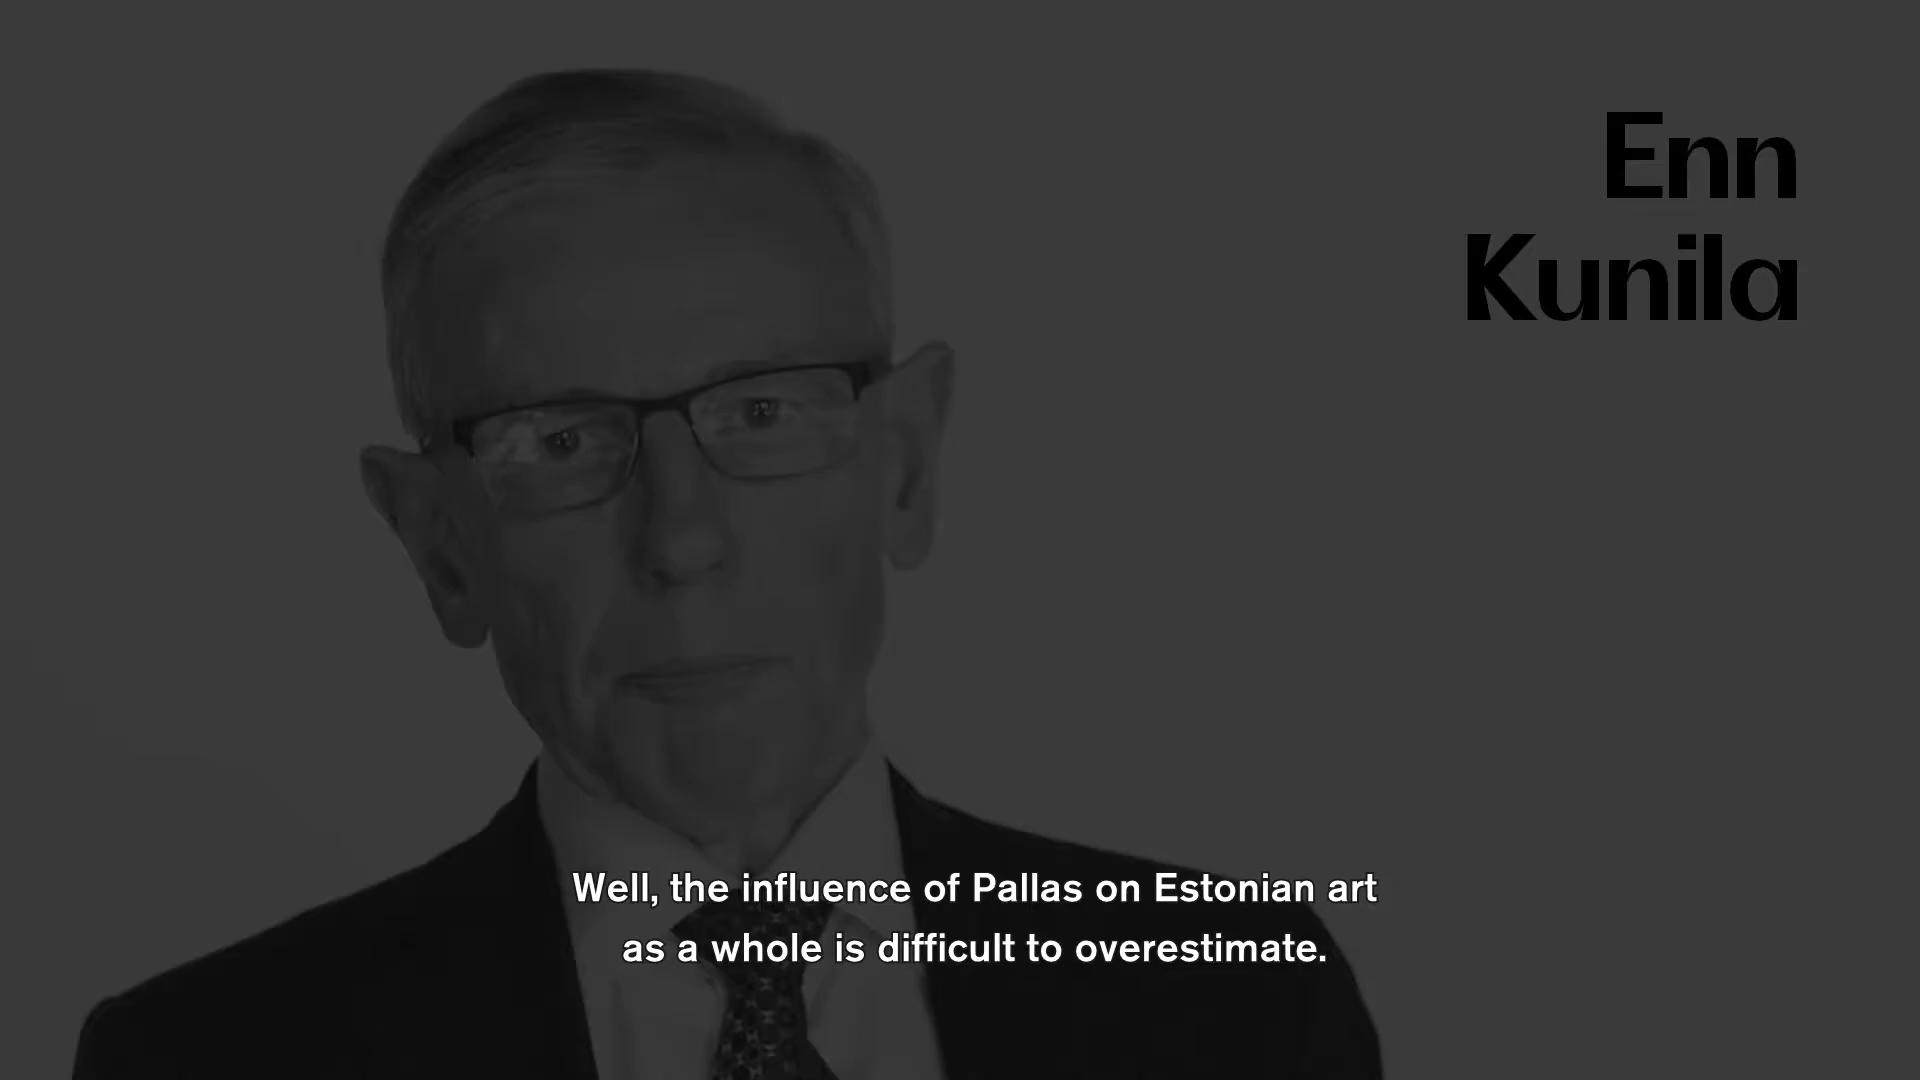 Enn
Kunila
Well, the influence of Pallas on Estonian art
as a whole is difficult to overestimate.